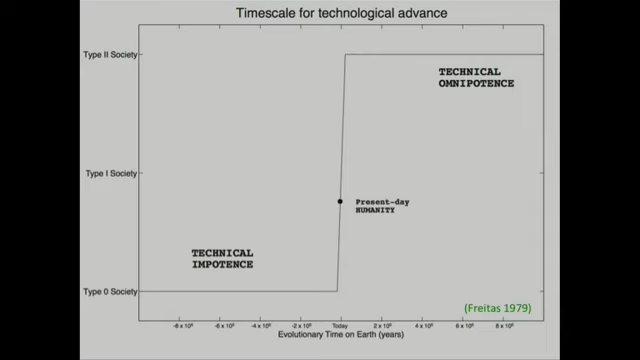 Timescale for technological advance
Type II Society
TECHNICAL
OMNIPOTENCE
Type I Society
Present-day
HUMANITY
TECHNICAL
IMPOTENCE
Type 0 Society
(Freitas 1979)
Today
Evolutionary Time on Earth (years)